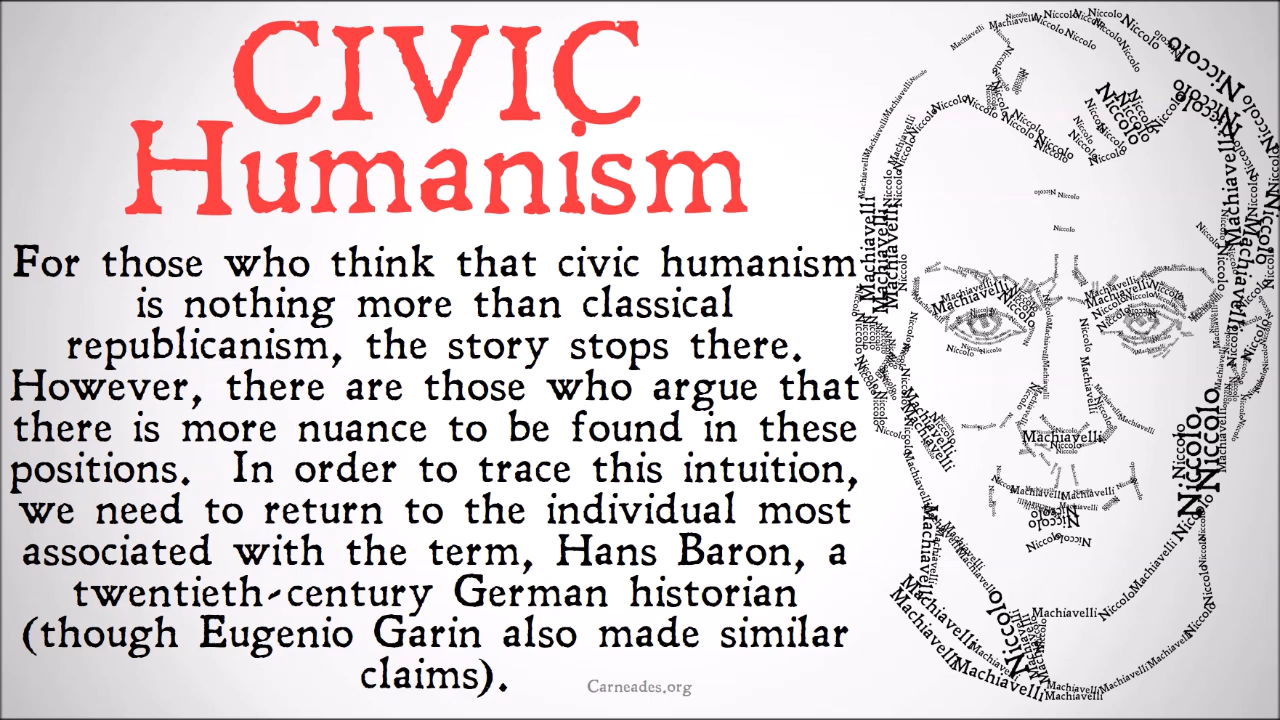 CIVIC
Humanism
For those who think that civic humanism
is nothing more than classical
republicanism, the story stops there.
However, there are those who argue that
there is more nuance to be found in these
positions. In order to trace this intuition,
we need to return to the individual most
associated with the term, Hans Baron, a
twentieth-century German historian
(though Eugenio Garin also made similar
claims).
Carneades.org
Niccolo
Machiavelli